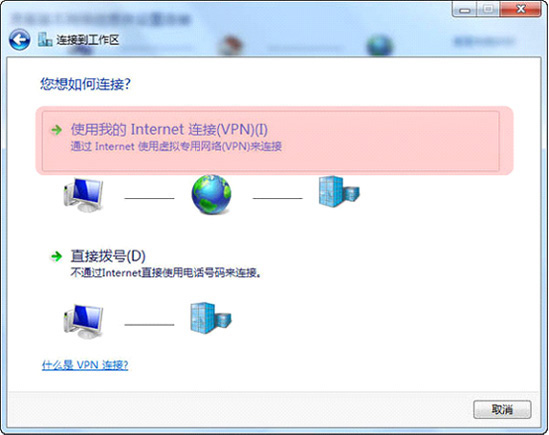 连接到工作区
您想如何连接?
使用我的 Internet 连接(VPN)(I)
通过 Internet 使用虚拟专用网络(VPN)来连接
直接拨号(D)
不通过Internet直接使用电话号码来连接。
什么是 VPN 连接?
取消